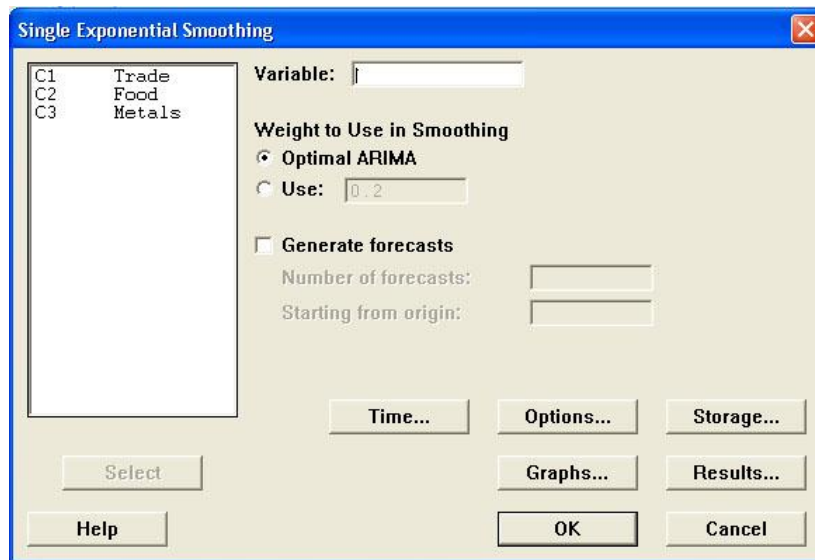 Single Exponential Smoothing
C1 Trade
C2 Food
C3 Metals
Variable:
Weight to Use in Smoothing
Optimal ARIMA
Use: 0.2
Generate forecasts
Number of forecasts:
Starting from origin:
Time... Options... Storage...
Select Graphs... Results...
Help OK Cancel